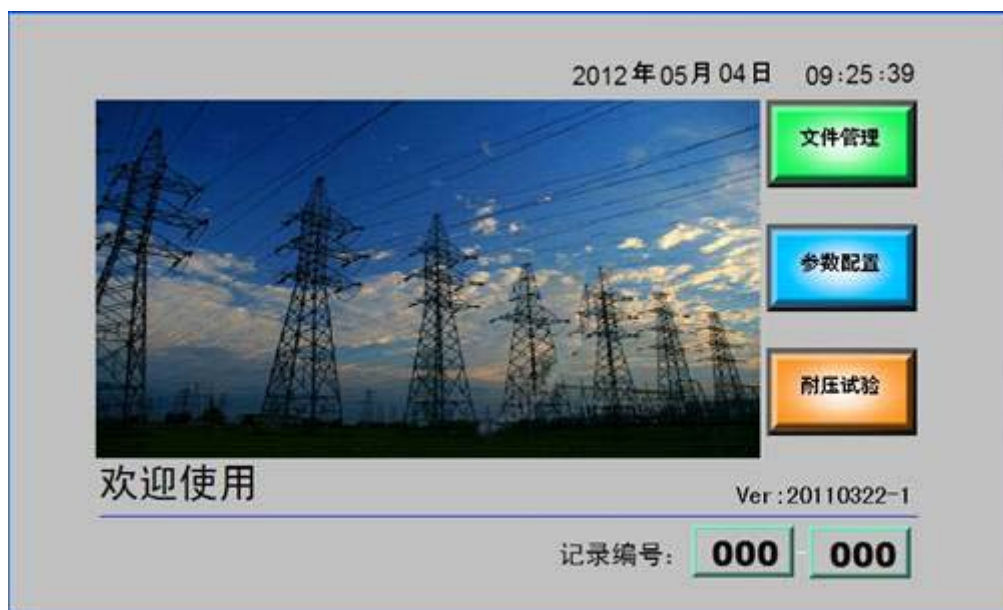 2012年05月04日 09:25:39
文件管理
参数配置
耐压试验
欢迎使用
Ver:20110322-1
记录编号: 000 - 000